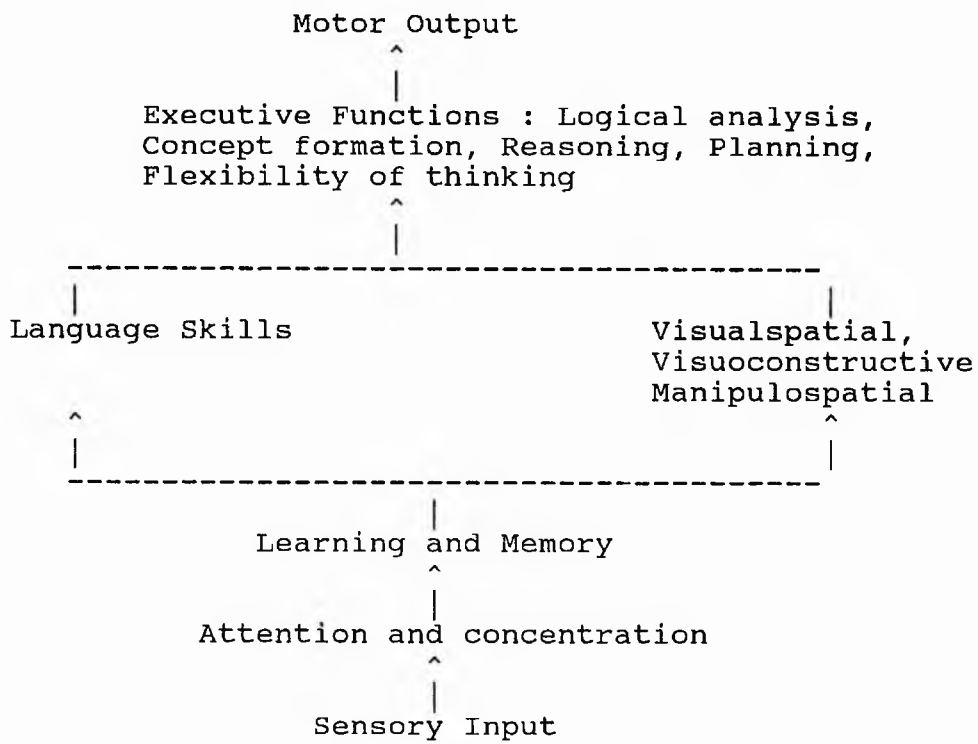 Motor Output
Executive Functions : Logical analysis,
Concept formation, Reasoning, Planning,
Flexibility of thinking
Language Skills
Visualspatial,
Visuoconstructive
Manipulospatial
Learning and Memory
Attention and concentration
Sensory Input